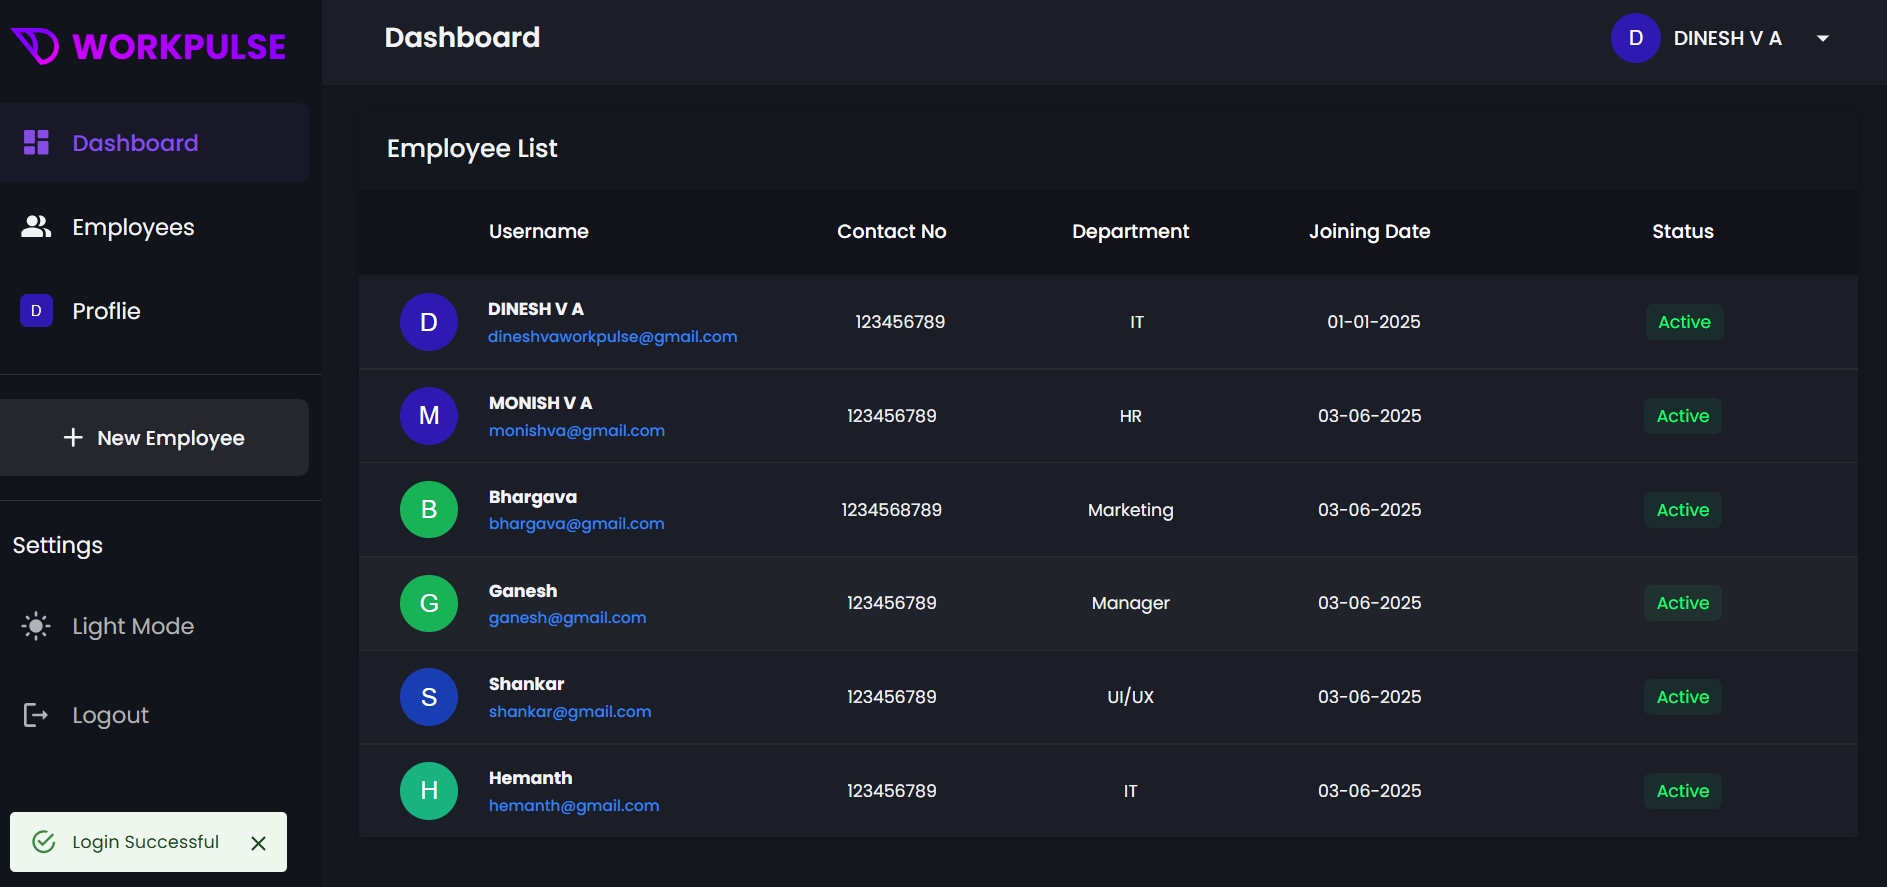 WORKPULSE
Dashboard
D DINESH V A
Dashboard
Employees
D Proflie
+ New Employee
Settings
Light Mode
Logout
Login Successful
Employee List
Username Contact No Department Joining Date Status
D DINESH V A 123456789 IT 01-01-2025 Active
dineshvaworkpulse@gmail.com
M MONISH V A 123456789 HR 03-06-2025 Active
monishva@gmail.com
B Bhargava 1234568789 Marketing 03-06-2025 Active
bhargava@gmail.com
G Ganesh 123456789 Manager 03-06-2025 Active
ganesh@gmail.com
S Shankar 123456789 UI/UX 03-06-2025 Active
shankar@gmail.com
H Hemanth 123456789 IT 03-06-2025 Active
hemanth@gmail.com